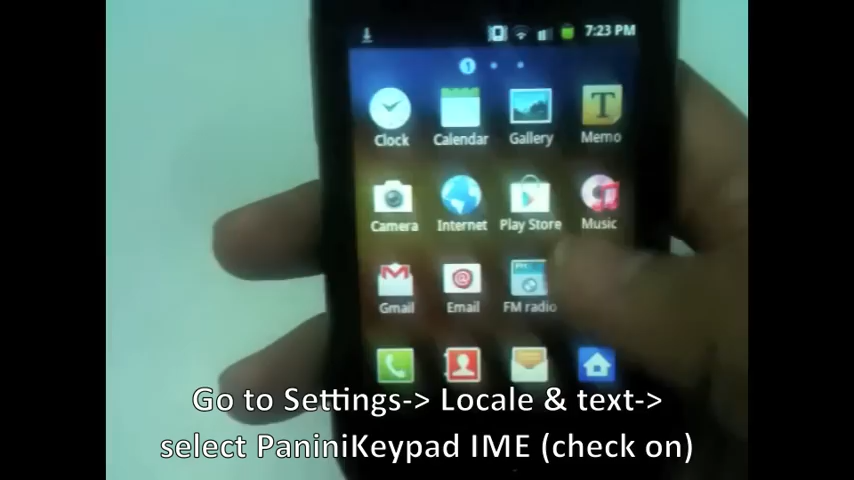 7:23 PM
1
Clock Calendar Gallery Memo
Camera Internet Play Store Music
Gmail Email FM radio
Go to Settings-> Locale & text->
select PaniniKeypad IME (check on)